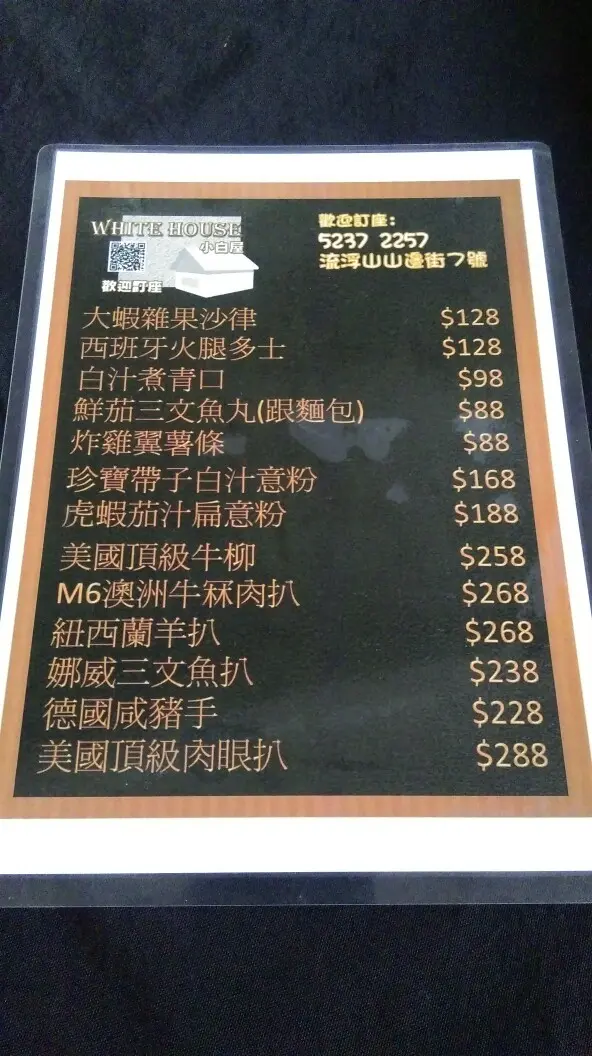 WHITE HOUSE
小白屋
歡迎訂座
歡迎訂座:
5237 2257
流浮山山邊街7號
大蝦雜果沙律 $128
西班牙火腿多士 $128
白汁煮青口 $98
鮮茄三文魚丸(跟麵包) $88
炸雞翼薯條 $88
珍寶帶子白汁意粉 $168
虎蝦茄汁扁意粉 $188
美國頂級牛柳 $258
M6澳洲牛冧肉扒 $268
紐西蘭羊扒 $268
娜威三文魚扒 $238
德國咸豬手 $228
美國頂級肉眼扒 $288